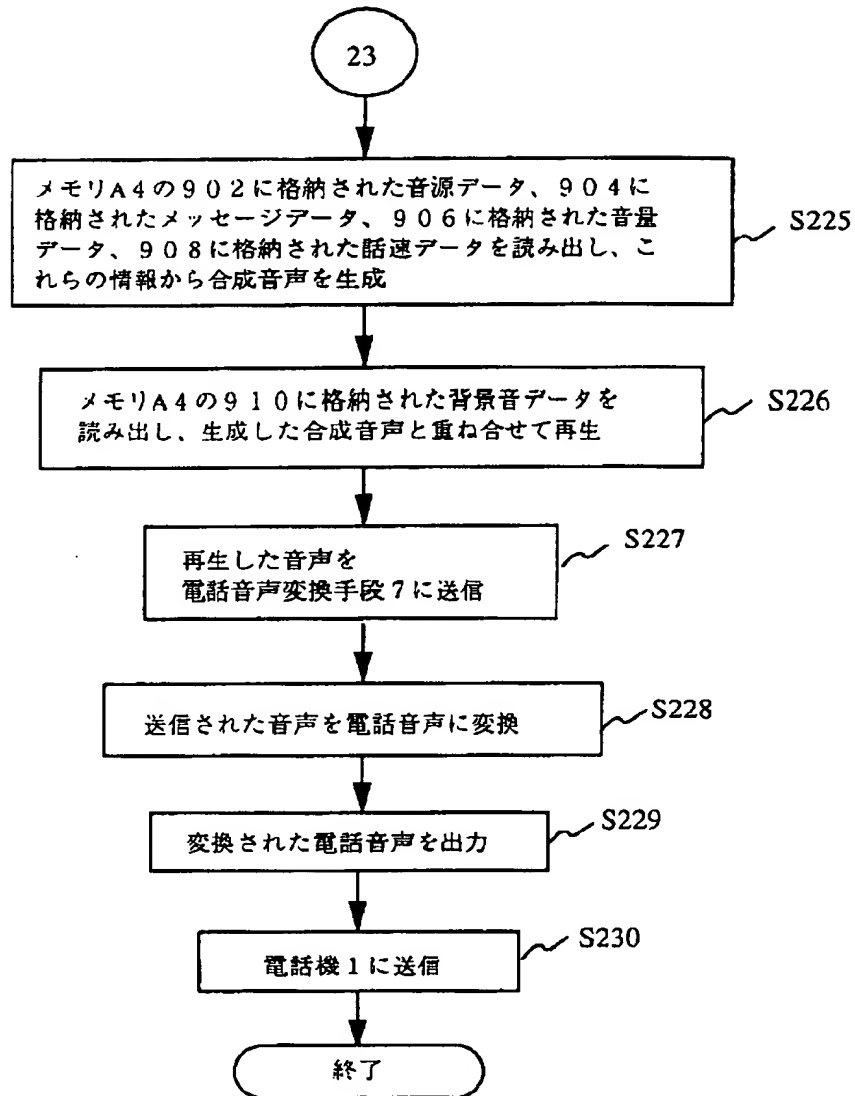 23
メモリA4の902に格納された音源データ、904に
格納されたメッセージデータ、906に格納された音量
データ、908に格納された話速データを読み出し、こ
れらの情報から合成音声を生成
S225
メモリA4の910に格納された背景音データを
読み出し、生成した合成音声と重ね合せて再生
S226
再生した音声を
電話音声変換手段7に送信
S227
送信された音声を電話音声に変換
S228
変換された電話音声を出力
S229
電話機1に送信
S230
終了